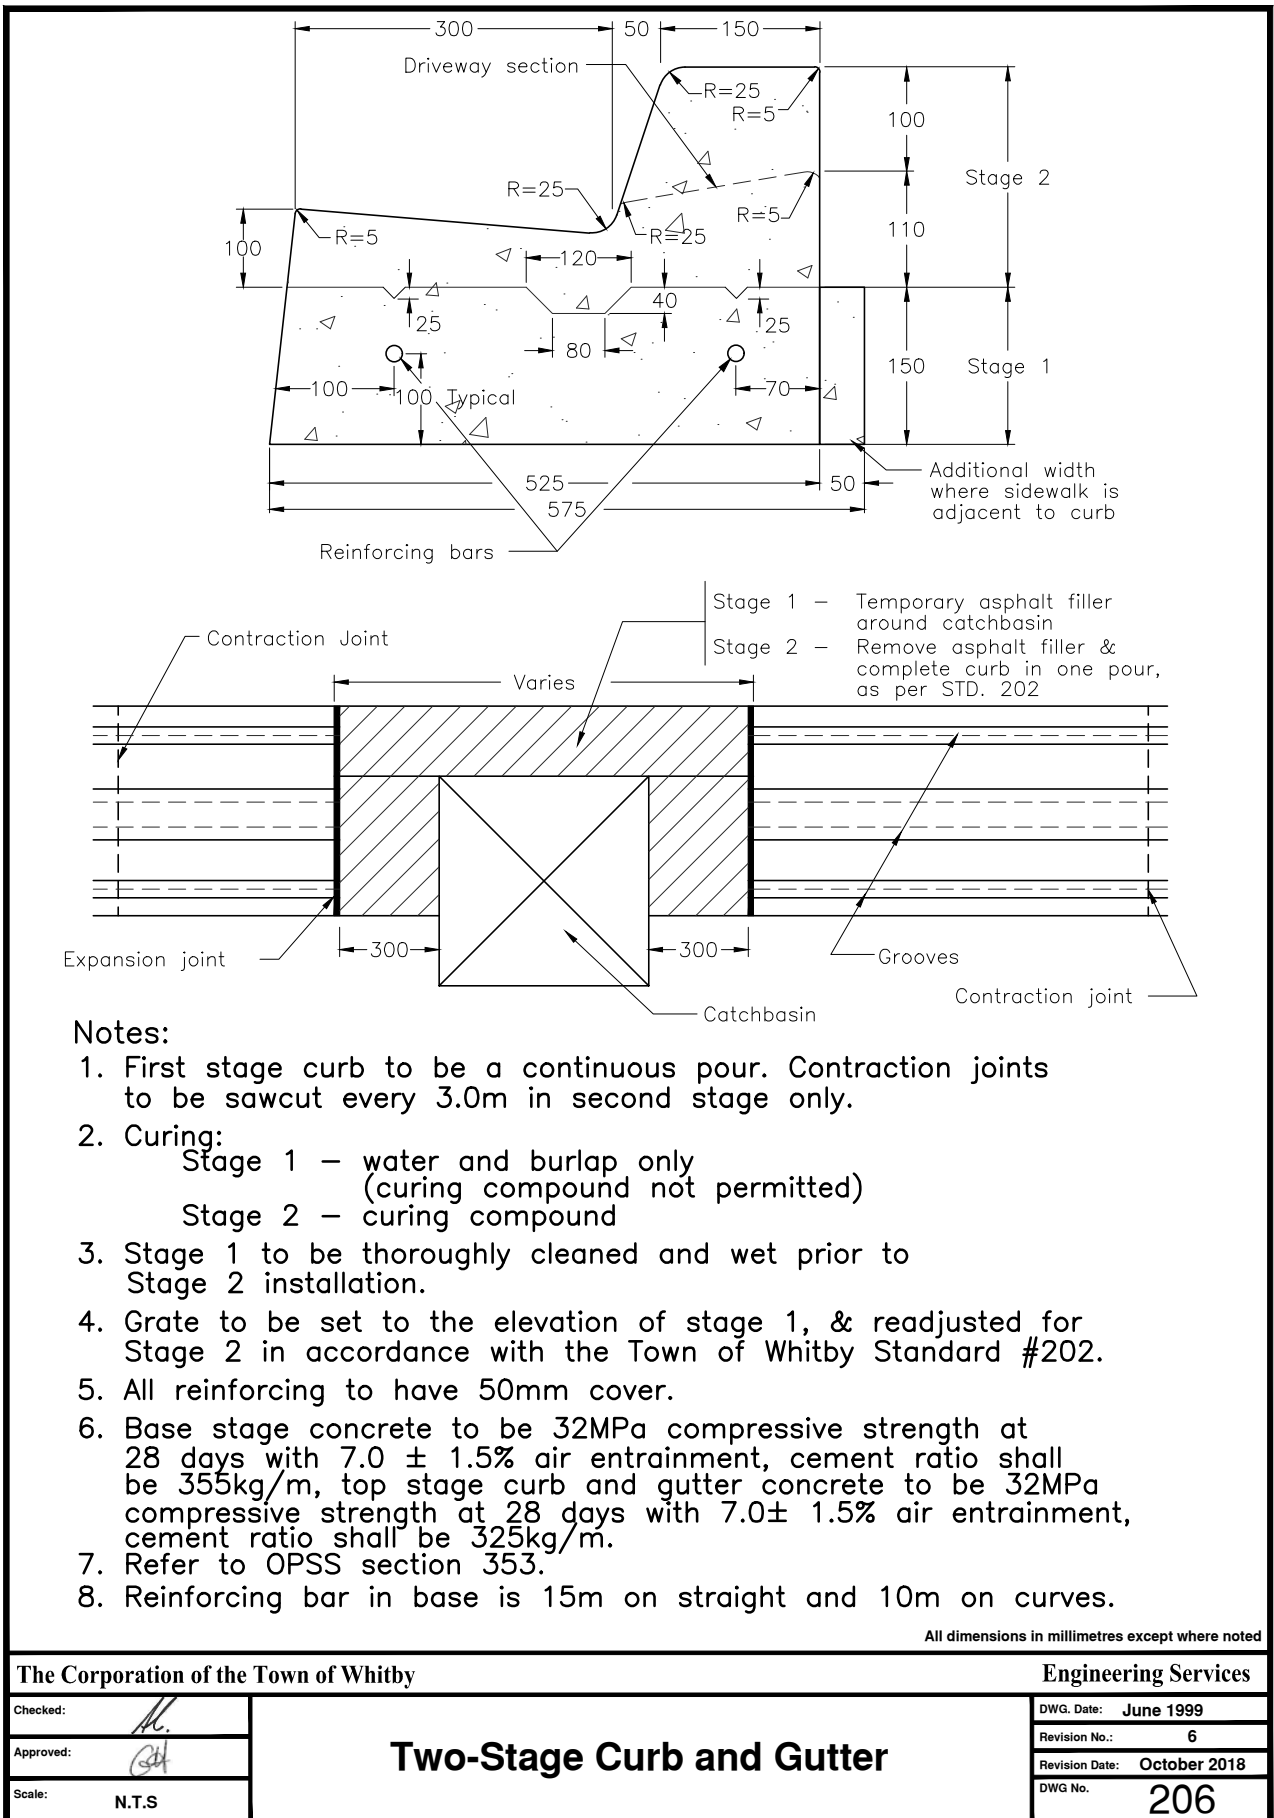 300
50
150
Driveway section
R=25
R=5
100
Stage 2
R=25
R=5
110
R=5
R=25
100
120
40
25
25
80
150
Stage 1
100
100 Typical
70
525
50
575
Additional width
where sidewalk is
adjacent to curb
Reinforcing bars
Stage 1 – Temporary asphalt filler
around catchbasin
Stage 2 – Remove asphalt filler &
complete curb in one pour,
as per STD. 202
Contraction Joint
Varies
300
300
Expansion joint
Grooves
Contraction joint
Catchbasin
Notes:
1. First stage curb to be a continuous pour. Contraction joints
to be sawcut every 3.0m in second stage only.
2. Curing:
Stage 1 – water and burlap only
(curing compound not permitted)
Stage 2 – curing compound
3. Stage 1 to be thoroughly cleaned and wet prior to
Stage 2 installation.
4. Grate to be set to the elevation of stage 1, & readjusted for
Stage 2 in accordance with the Town of Whitby Standard #202.
5. All reinforcing to have 50mm cover.
6. Base stage concrete to be 32MPa compressive strength at
28 days with 7.0 ± 1.5% air entrainment, cement ratio shall
be 355kg/m, top stage curb and gutter concrete to be 32MPa
compressive strength at 28 days with 7.0± 1.5% air entrainment,
cement ratio shall be 325kg/m.
7. Refer to OPSS section 353.
8. Reinforcing bar in base is 15m on straight and 10m on curves.
All dimensions in millimetres except where noted
The Corporation of the Town of Whitby
Engineering Services
Checked:
Approved:
Scale: N.T.S
Two-Stage Curb and Gutter
DWG. Date: June 1999
Revision No.: 6
Revision Date: October 2018
DWG No. 206